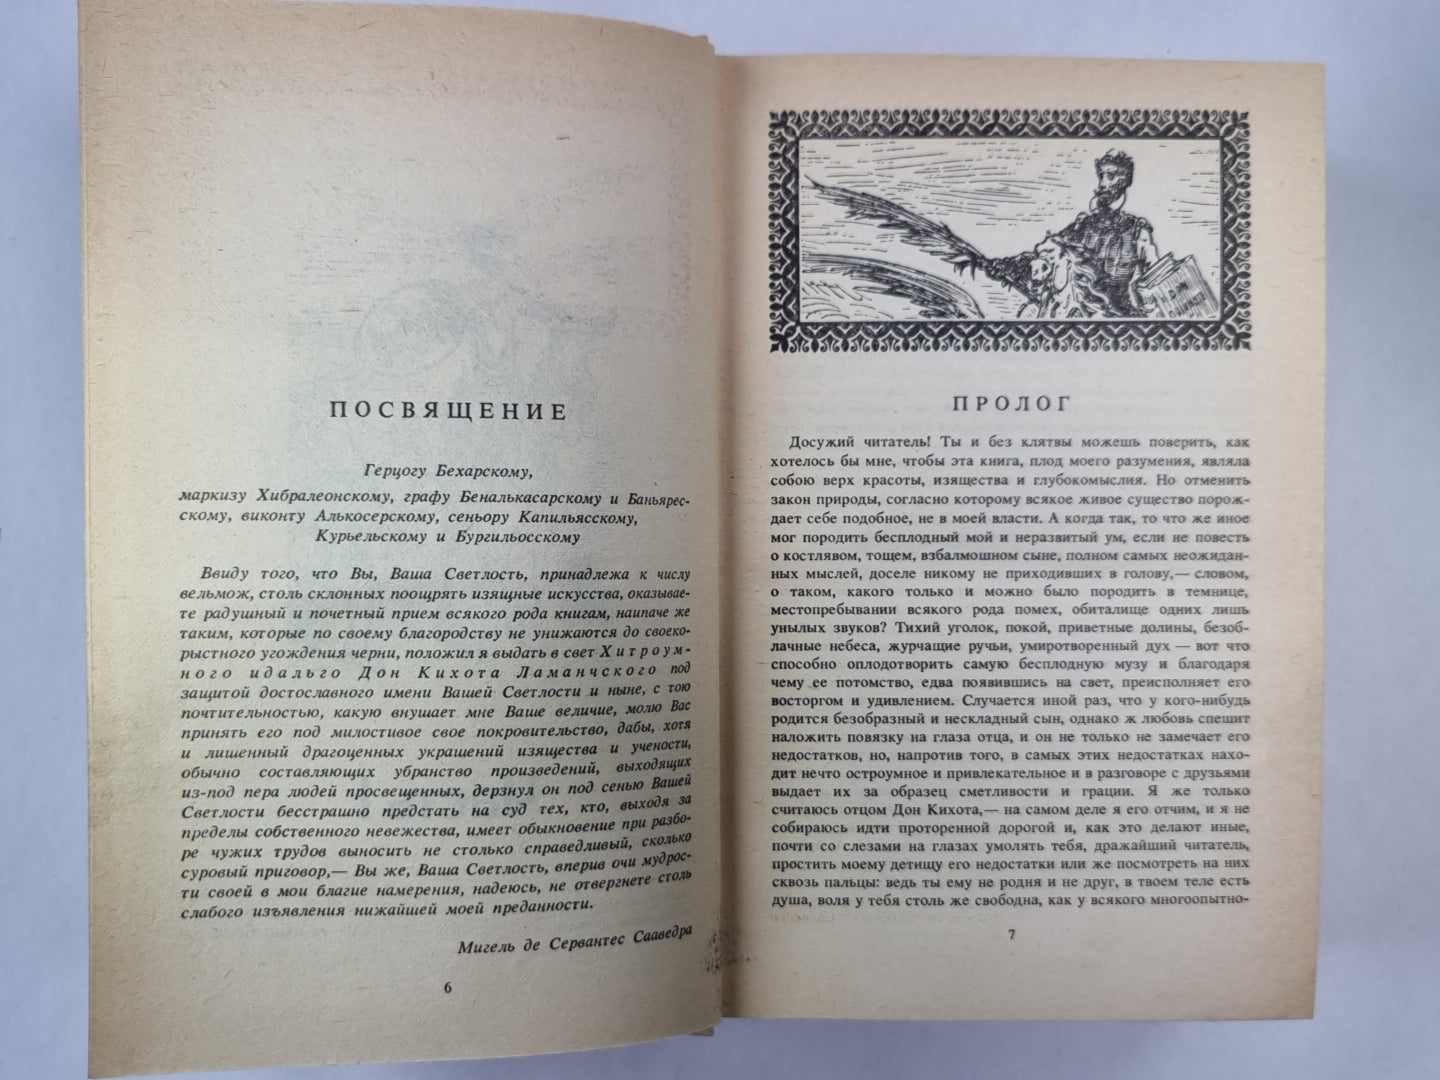 ПОСВЯЩЕНИЕ
Герцогу Бехарскому,
маркизу Хибралеонскому, графу Беналькасарскому и Баньярес-
скому, виконту Алькосерскому, сеньору Капильясскому,
Курьельскому и Бургильосскому
Ввиду того, что Вы, Ваша Светлость, принадлежа к числу
вельмож, столь склонных поощрять изящные искусства, оказывае-
те радушный и почетный прием всякого рода книгам, наипаче же
таким, которые по своему благородству не унижаются до своеко-
рыстного угождения черни, положил я выдать в свет Хитроум-
ного идальго Дон Кихота Ламанчского под
защитой достославного имени Вашей Светлости и ныне, с тою
почтительностью, какую внушает мне Ваше величие, молю Вас
принять его под милостивое свое покровительство, дабы, хотя
и лишенный драгоценных украшений изящества и учености,
обычно составляющих убранство произведений, выходящих
из-под пера людей просвещенных, дерзнул он под сенью Вашей
Светлости бесстрашно предстать на суд тех, кто, выходя за
пределы собственного невежества, имеет обыкновение при разбо-
ре чужих трудов выносить не столько справедливый, сколько
суровый приговор,— Вы же, Ваша Светлость, вперив очи мудрос-
ти своей в мои благие намерения, надеюсь, не отвергнете столь
слабого изъявления нижайшей моей преданности.
Мигель де Сервантес Сааведра
6
ДОН
КИХОТ
ПРОЛОГ
Досужий читатель! Ты и без клятвы можешь поверить, как
хотелось бы мне, чтобы эта книга, плод моего разумения, являла
собою верх красоты, изящества и глубокомыслия. Но отменить
закон природы, согласно которому всякое живое существо порож-
дает себе подобное, не в моей власти. А когда так, то что же иное
мог породить бесплодный мой и неразвитый ум, если не повесть
о костлявом, тощем, взбалмошном сыне, полном самых неожидан-
ных мыслей, доселе никому не приходивших в голову,— словом,
о таком, какого только и можно было породить в темнице,
местопребывании всякого рода помех, обиталище одних лишь
унылых звуков? Тихий уголок, покой, приветные долины, безоб-
лачные небеса, журчащие ручьи, умиротворенный дух — вот что
способно оплодотворить самую бесплодную музу и благодаря
чему ее потомство, едва появившись на свет, преисполняет его
восторгом и удивлением. Случается иной раз, что у кого-нибудь
родится безобразный и нескладный сын, однако ж любовь спешит
наложить повязку на глаза отца, и он не только не замечает его
недостатков, но, напротив того, в самых этих недостатках нахо-
дит нечто остроумное и привлекательное и в разговоре с друзьями
выдает их за образец сметливости и грации. Я же только
считаюсь отцом Дон Кихота,— на самом деле я его отчим, и я не
собираюсь идти проторенной дорогой и, как это делают иные,
почти со слезами на глазах умолять тебя, дражайший читатель,
простить моему детищу его недостатки или же посмотреть на них
сквозь пальцы: ведь ты ему не родня и не друг, в твоем теле есть
душа, воля у тебя столь же свободна, как у всякого многоопытно-
7